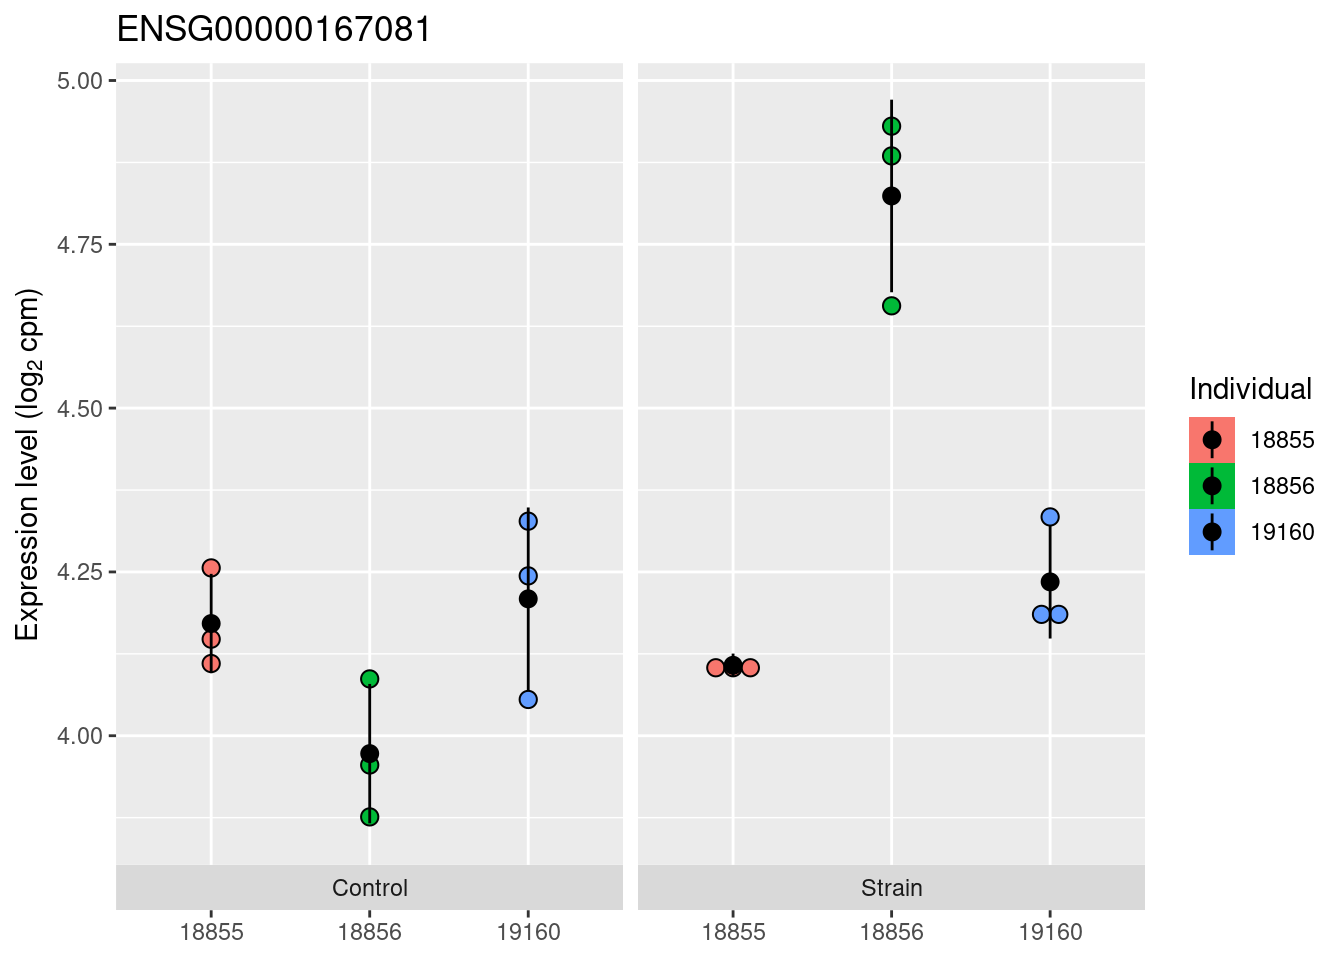 ENSG00000167081
Expression level (log₂ cpm)
5.00
4.75
4.50
4.25
4.00
Control
Strain
18855
18856
19160
18855
18856
19160
Individual
18855
18856
19160